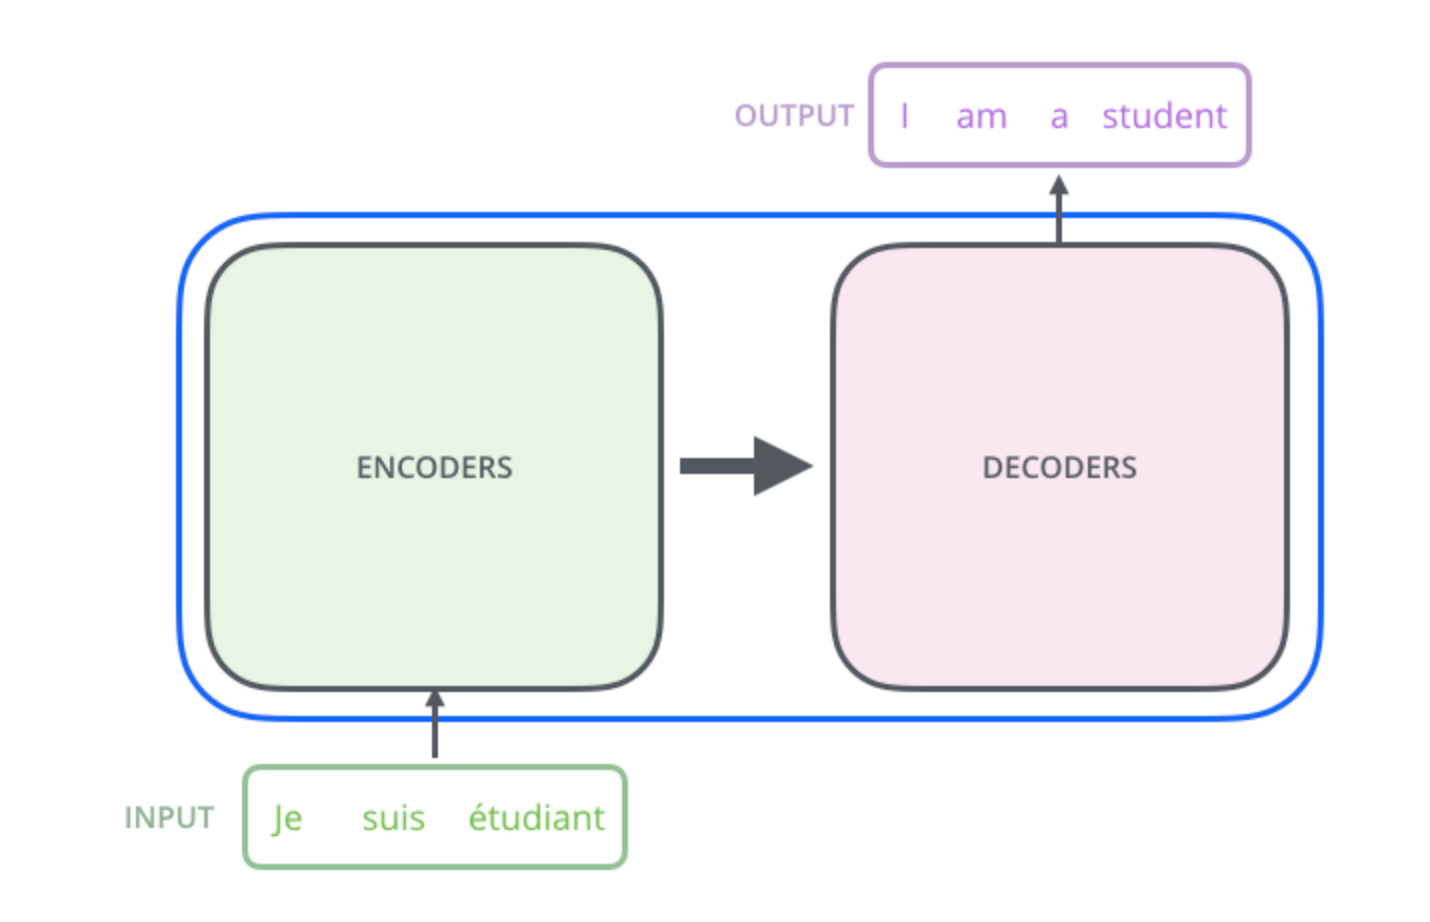 OUTPUT I am a student
ENCODERS DECODERS
INPUT Je suis étudiant